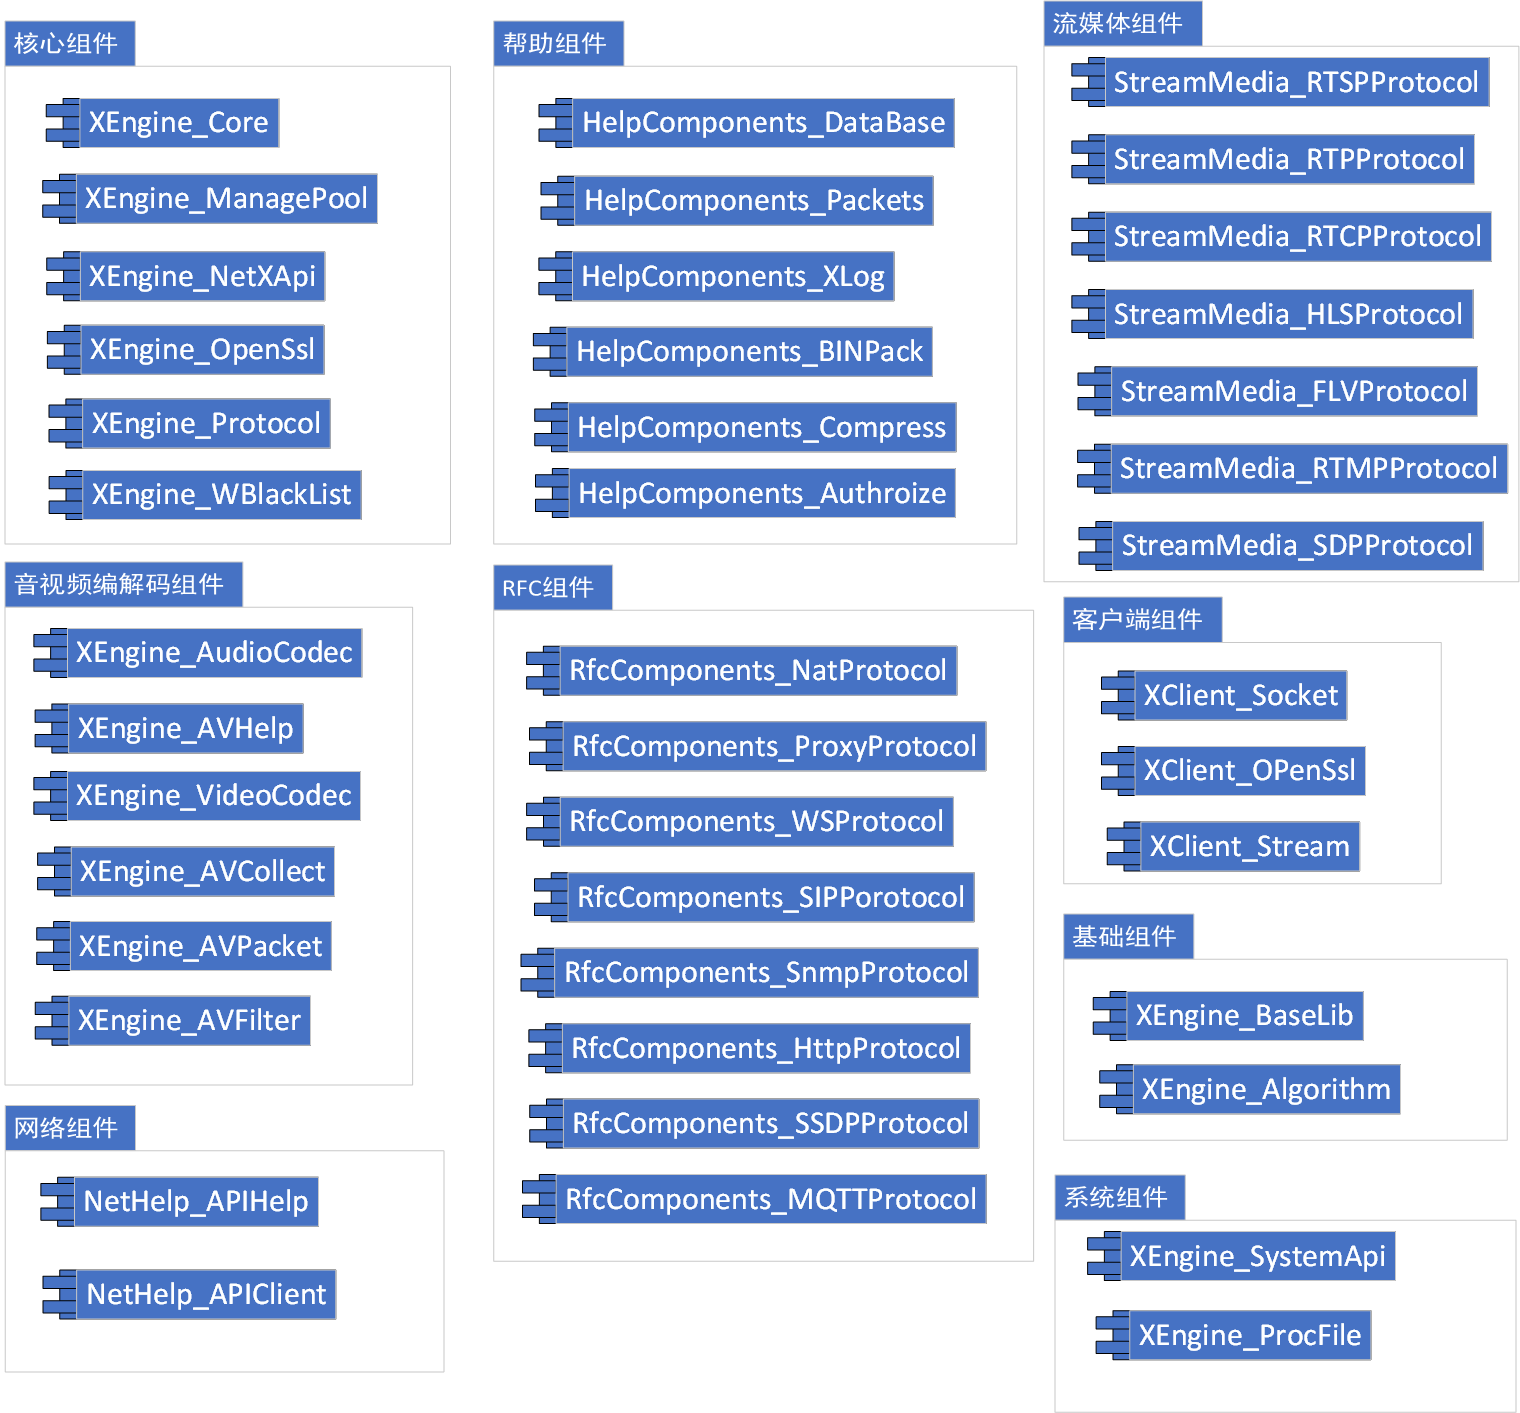 核心组件
XEngine_Core
XEngine_ManagePool
XEngine_NetXApi
XEngine_OpenSsl
XEngine_Protocol
XEngine_WBlackList
帮助组件
HelpComponents_DataBase
HelpComponents_Packets
HelpComponents_XLog
HelpComponents_BINPack
HelpComponents_Compress
HelpComponents_Authroize
流媒体组件
StreamMedia_RTSPProtocol
StreamMedia_RTPProtocol
StreamMedia_RTCPProtocol
StreamMedia_HLSProtocol
StreamMedia_FLVProtocol
StreamMedia_RTMPProtocol
StreamMedia_SDPProtocol
音视频编解码组件
XEngine_AudioCodec
XEngine_AVHelp
XEngine_VideoCodec
XEngine_AVCollect
XEngine_AVPacket
XEngine_AVFilter
RFC组件
RfcComponents_NatProtocol
RfcComponents_ProxyProtocol
RfcComponents_WSProtocol
RfcComponents_SIPPorotocol
RfcComponents_SnmpProtocol
RfcComponents_HttpProtocol
RfcComponents_SSDPProtocol
RfcComponents_MQTTProtocol
客户端组件
XClient_Socket
XClient_OPenSsl
XClient_Stream
基础组件
XEngine_BaseLib
XEngine_Algorithm
网络组件
NetHelp_APIHelp
NetHelp_APIClient
系统组件
XEngine_SystemApi
XEngine_ProcFile